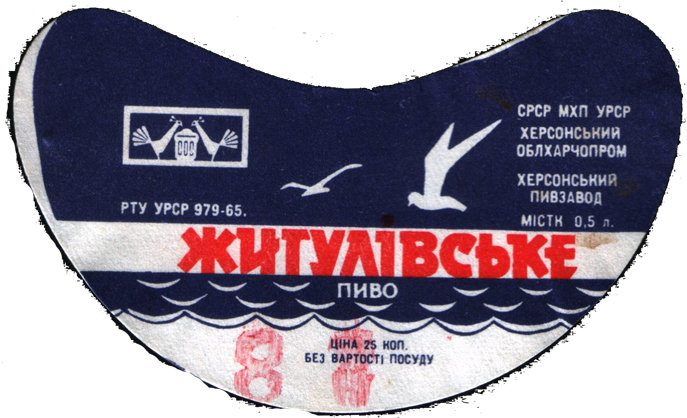 СРСР МХП УРСР
ХЕРСОНСЬКИЙ
ОБЛХАРЧОПРОМ
ХЕРСОНСЬКИЙ
ПИВЗАВОД
МІСТК 0,5 л.
РТУ УРСР 979-65.
ЖИГУЛІВСЬКЕ
ПИВО
ЦІНА 25 КОП.
БЕЗ ВАРТОСТІ ПОСУДУ